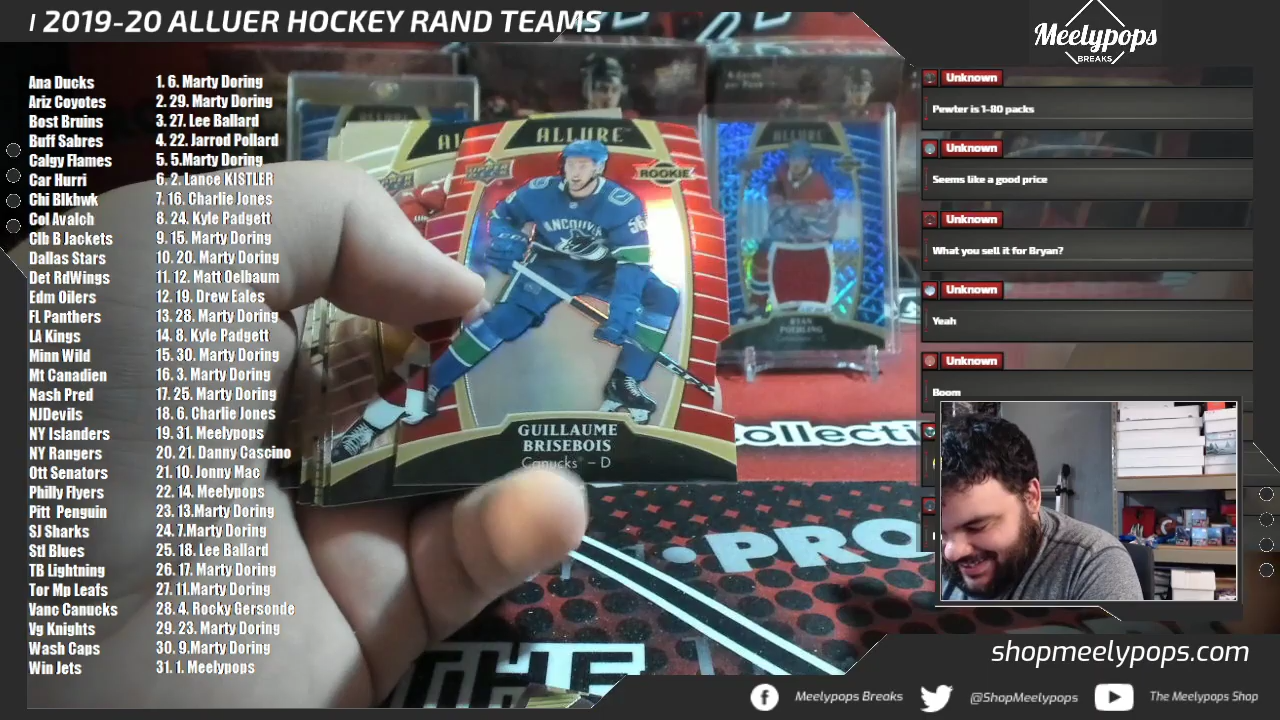 2019-20 ALLUER HOCKEY RAND TEAMS
Meelypops
BREAKS
Ana Ducks 1. 6. Marty Doring
Ariz Coyotes 2. 29. Marty Doring
Bost Bruins 3. 27. Lee Ballard
Buff Sabres 4. 22. Jarrod Pollard
Calgy Flames 5. 5.Marty Doring
Car Hurri 6. 2. Lance KISTLER
Chi Blkhwk 7. 16. Charlie Jones
Col Avalch 8. 24. Kyle Padgett
Clb B Jackets 9. 15. Marty Doring
Dallas Stars 10. 20. Marty Doring
Det RdWings 11. 12. Matt Oelbaum
Edm Oilers 12. 19. Drew Eales
FL Panthers 13. 28. Marty Doring
LA Kings 14. 8. Kyle Padgett
Minn Wild 15. 30. Marty Doring
Mt Canadien 16. 3. Marty Doring
Nash Pred 17. 25. Marty Doring
NJDevils 18. 6. Charlie Jones
NY Islanders 19. 31. Meelypops
NY Rangers 20. 21. Danny Cascino
Ott Senators 21. 10. Jonny Mac
Philly Flyers 22. 14. Meelypops
Pitt Penguin 23. 13.Marty Doring
SJ Sharks 24. 7.Marty Doring
Stl Blues 25. 18. Lee Ballard
TB Lightning 26. 17. Marty Doring
Tor Mp Leafs 27. 11.Marty Doring
Vanc Canucks 28. 4. Rocky Gersonde
Vg Knights 29. 23. Marty Doring
Wash Caps 30. 9.Marty Doring
Win Jets 31. 1. Meelypops
ALLURE
UPPER DECK
ROOKIE
VANCOUVER
56
GUILLAUME
BRISEBOIS
Canucks – D
ALLURE
RYAN
POEHLING
Collecti
PRO
THE
Unknown
Pewter is 1-80 packs
Unknown
Seems like a good price
Unknown
What you sell it for Bryan?
Unknown
Yeah
Unknown
Boom
shopmeelypops.com
Meelypops Breaks
@ShopMeelypops
The Meelypops Shop